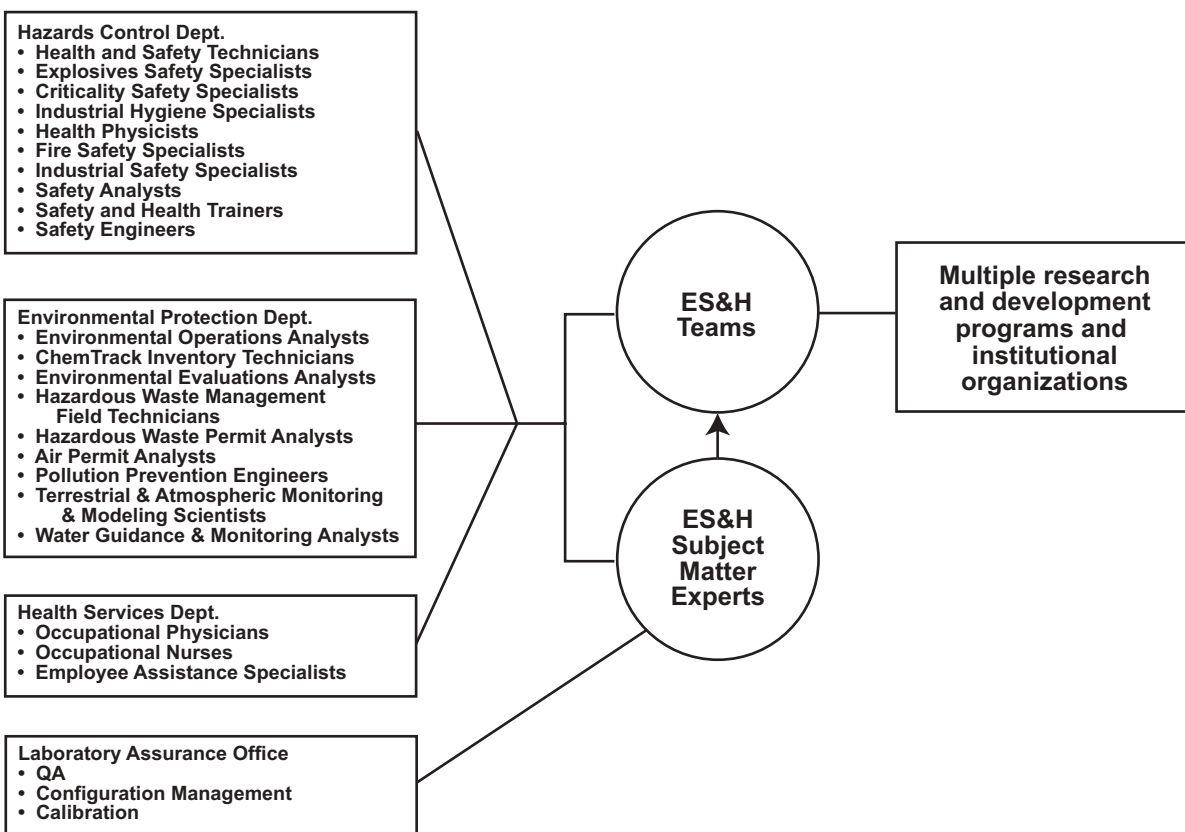 Hazards Control Dept.
• Health and Safety Technicians
• Explosives Safety Specialists
• Criticality Safety Specialists
• Industrial Hygiene Specialists
• Health Physicists
• Fire Safety Specialists
• Industrial Safety Specialists
• Safety Analysts
• Safety and Health Trainers
• Safety Engineers
Environmental Protection Dept.
• Environmental Operations Analysts
• ChemTrack Inventory Technicians
• Environmental Evaluations Analysts
• Hazardous Waste Management
Field Technicians
• Hazardous Waste Permit Analysts
• Air Permit Analysts
• Pollution Prevention Engineers
• Terrestrial & Atmospheric Monitoring
& Modeling Scientists
• Water Guidance & Monitoring Analysts
Health Services Dept.
• Occupational Physicians
• Occupational Nurses
• Employee Assistance Specialists
Laboratory Assurance Office
• QA
• Configuration Management
• Calibration
ES&H
Teams
ES&H
Subject
Matter
Experts
Multiple research
and development
programs and
institutional
organizations